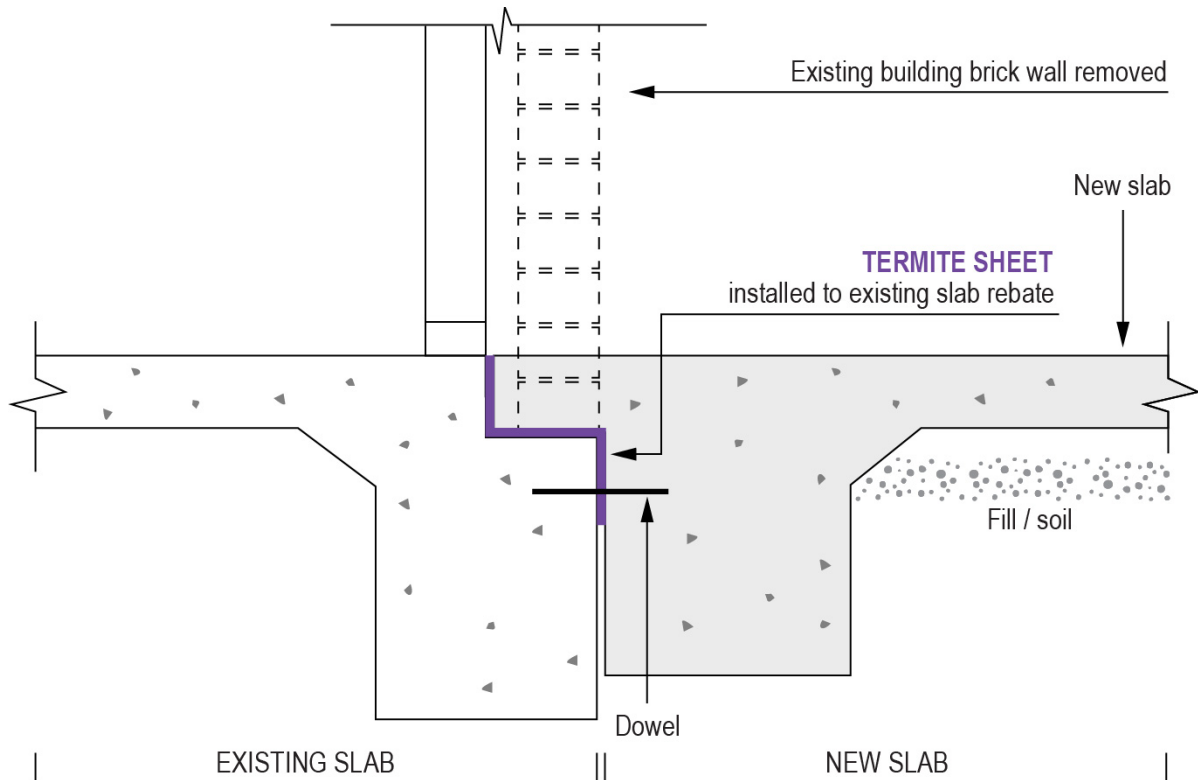 Existing building brick wall removed
New slab
TERMITE SHEET
installed to existing slab rebate
Fill / soil
Dowel
EXISTING SLAB
NEW SLAB